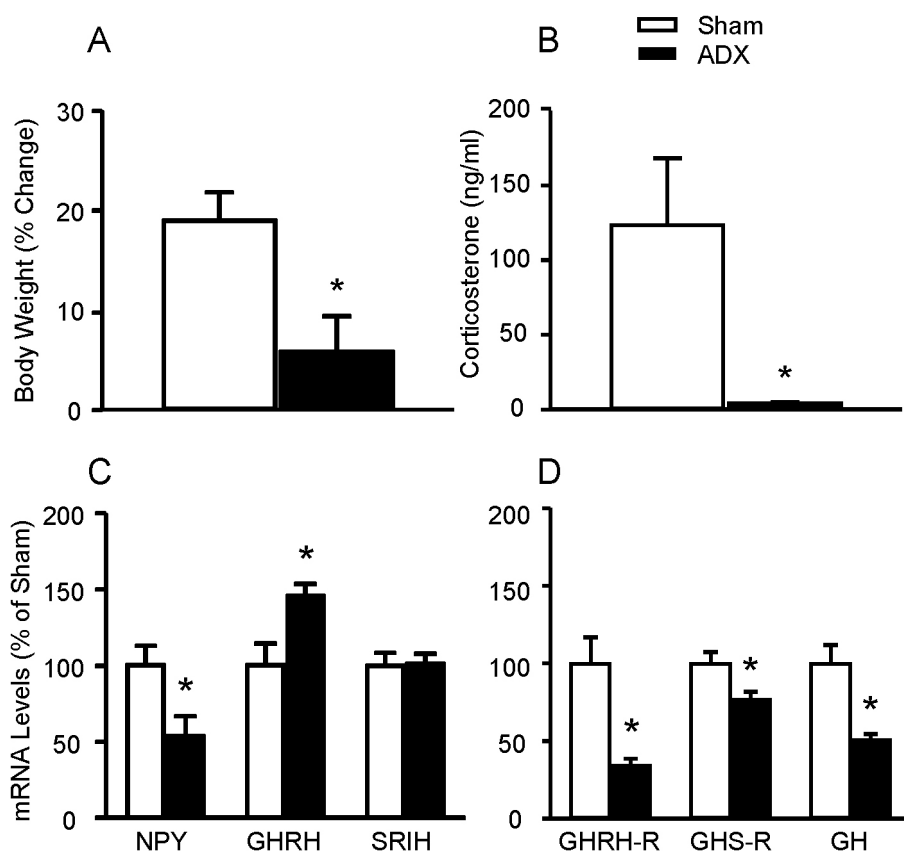 A
B
Sham
ADX
Body Weight (% Change)
30
20
10
0
*
Corticosterone (ng/ml)
200
150
100
50
0
*
C
D
mRNA Levels (% of Sham)
200
150
100
50
0
*
*
NPY GHRH SRIH
200
150
100
50
0
*
*
*
GHRH-R GHS-R GH